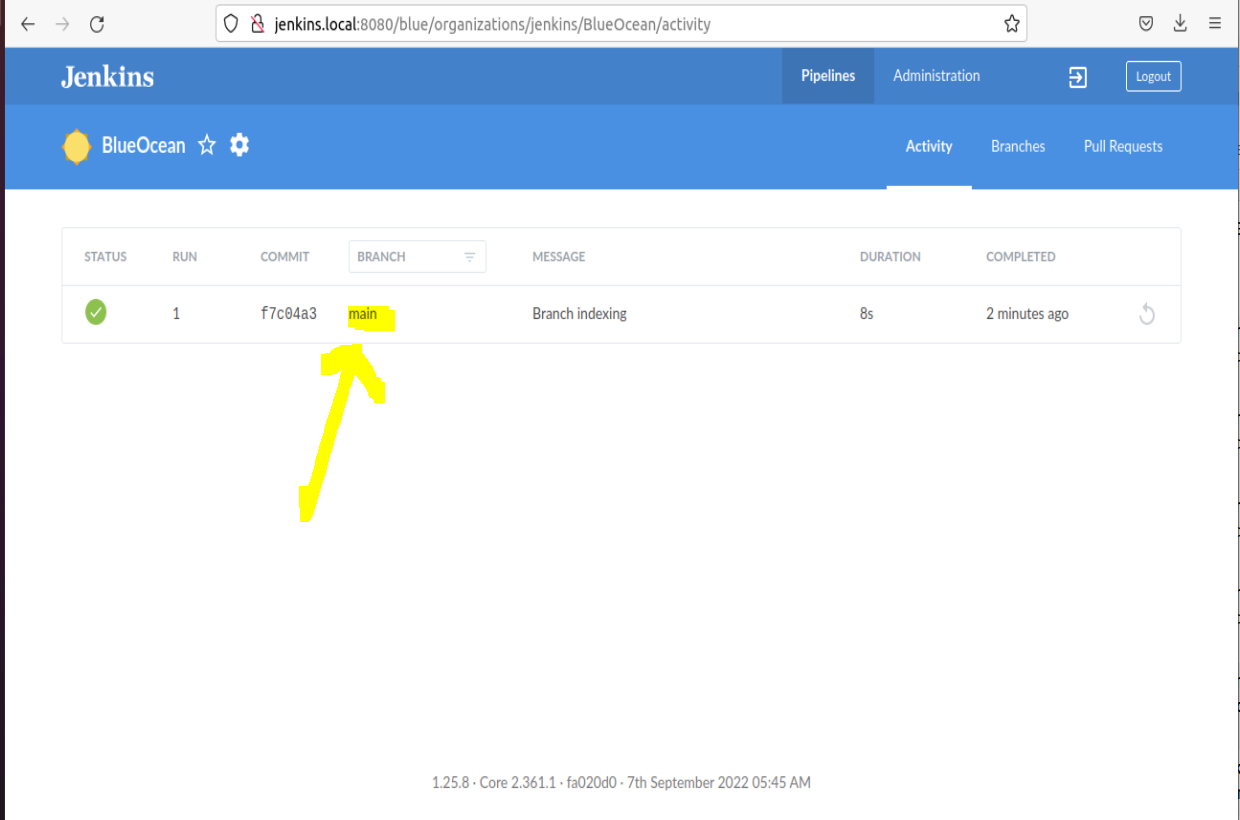 jenkins.local:8080/blue/organizations/jenkins/BlueOcean/activity
Jenkins Pipelines Administration Logout
BlueOcean Activity Branches Pull Requests
STATUS RUN COMMIT BRANCH MESSAGE DURATION COMPLETED
1 f7c04a3 main Branch indexing 8s 2 minutes ago
1.25.8 · Core 2.361.1 · fa020d0 · 7th September 2022 05:45 AM